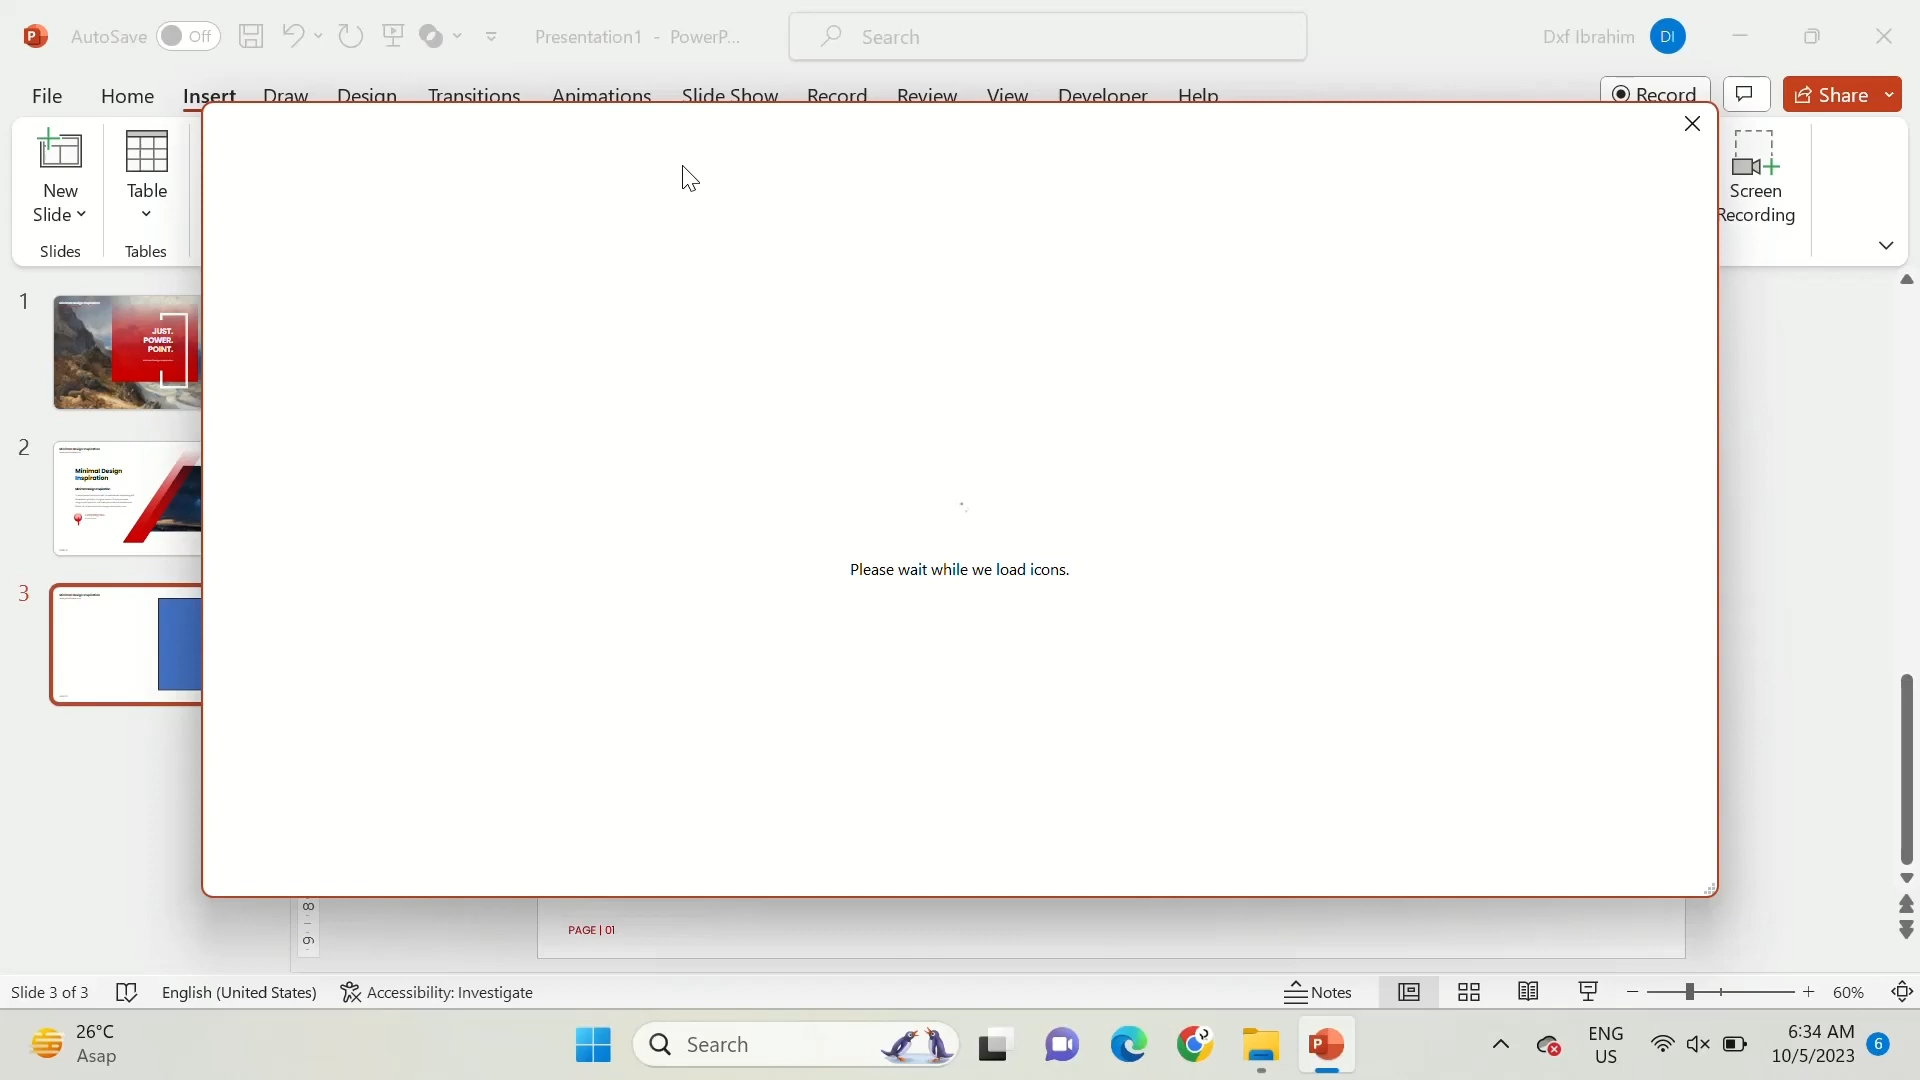 AutoSave Off Presentation1 - PowerP... Search Dxf Ibrahim DI
File Home Insert Draw Design Transitions Animations Slide Show Record Review View Developer Help Record Share
New
Slide
Slides
Table
Tables
Screen
Recording
1
JUST.
POWER.
POINT.
2
Minimal Design
Inspiration
3
Please wait while we load icons.
8
6
PAGE | 01
Slide 3 of 3 English (United States) Accessibility: Investigate Notes 60%
26°C
Asap
Search
ENG
US
6:34 AM
10/5/2023
6